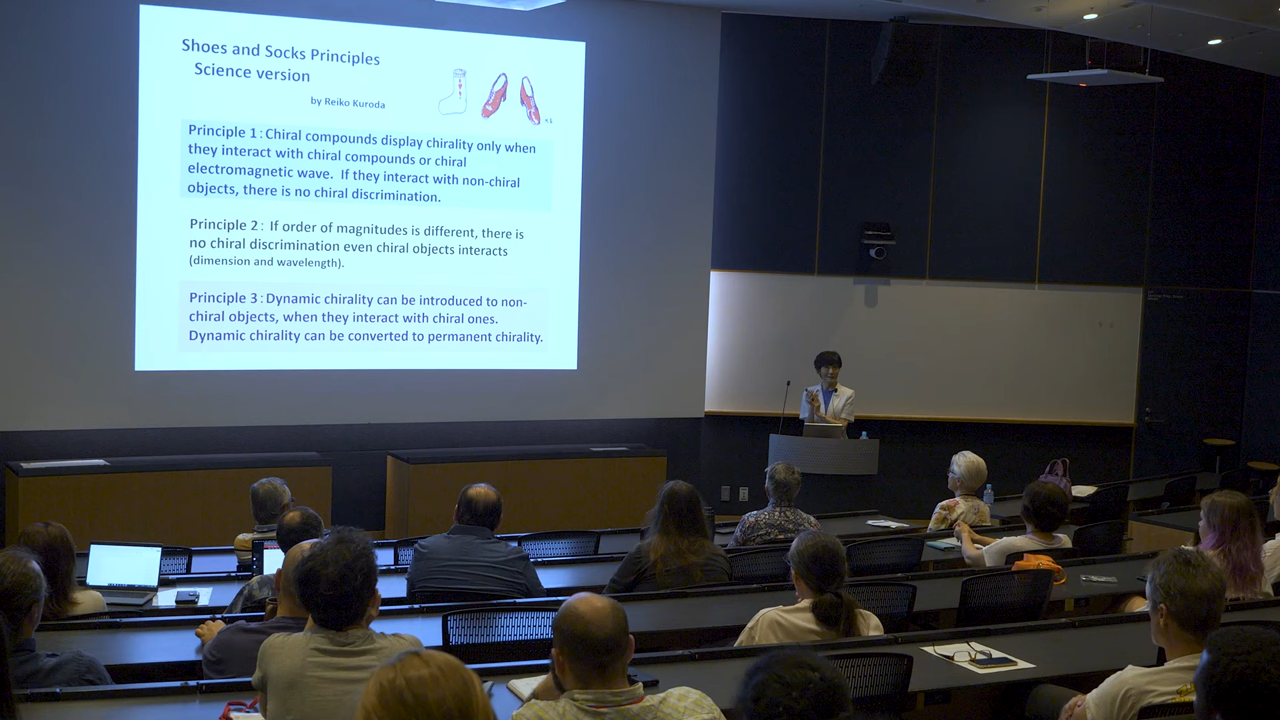 Shoes and Socks Principles
Science version
by Reiko Kuroda
Principle 1 : Chiral compounds display chirality only when
they interact with chiral compounds or chiral
electromagnetic wave. If they interact with non-chiral
objects, there is no chiral discrimination.
Principle 2 : If order of magnitudes is different, there is
no chiral discrimination even chiral objects interacts
(dimension and wavelength).
Principle 3 : Dynamic chirality can be introduced to non-
chiral objects, when they interact with chiral ones.
Dynamic chirality can be converted to permanent chirality.